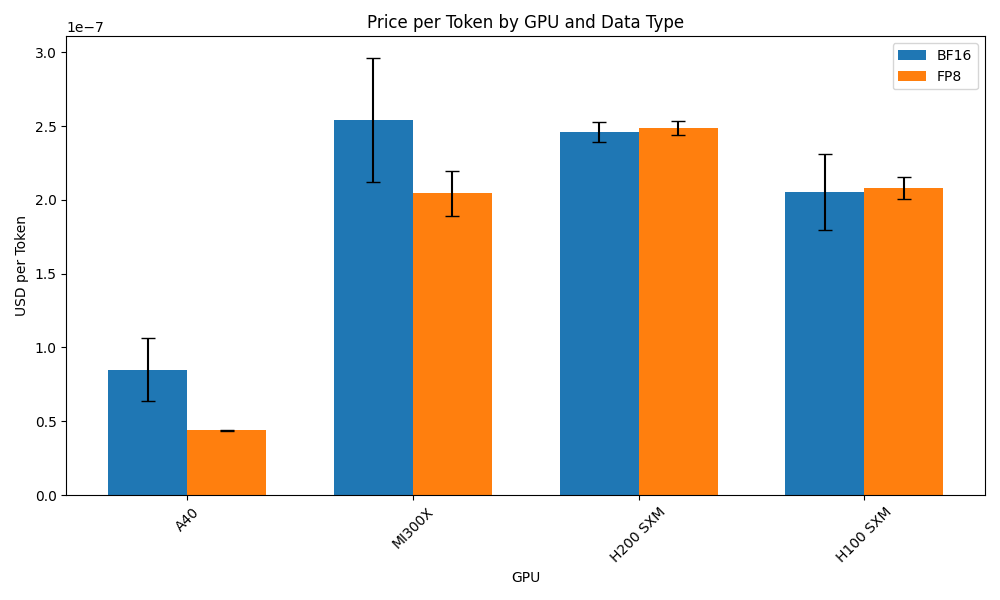 Price per Token by GPU and Data Type
1e−7
3.0
2.5
2.0
1.5
1.0
0.5
0.0
USD per Token
BF16
FP8
A40
MI300X
H200 SXM
H100 SXM
GPU